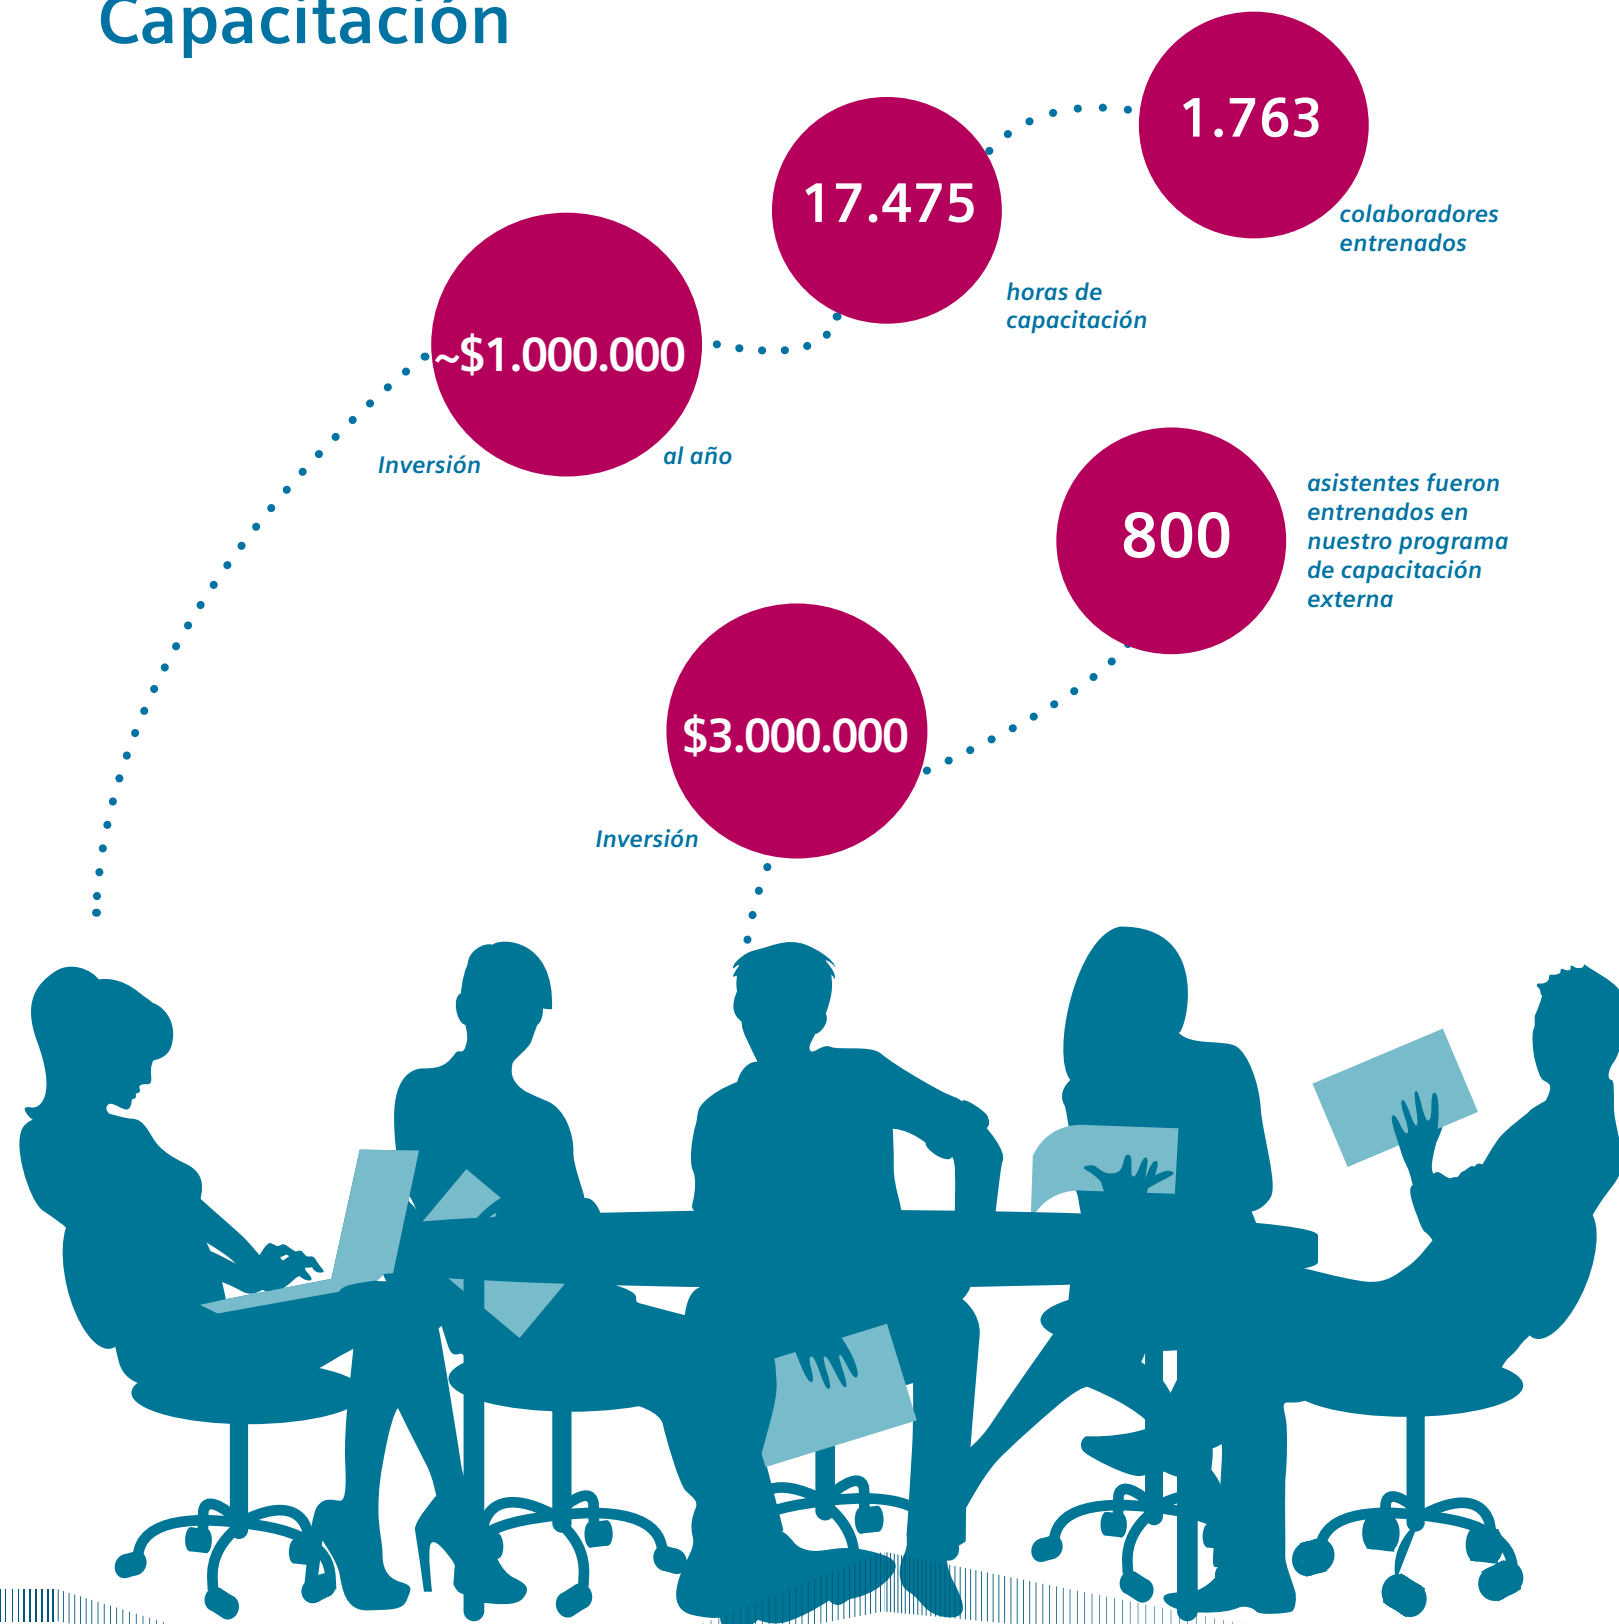 Capacitación
1.763
colaboradores
entrenados
17.475
horas de
capacitación
~$1.000.000
Inversión
al año
800
asistentes fueron
entrenados en
nuestro programa
de capacitación
externa
$3.000.000
Inversión